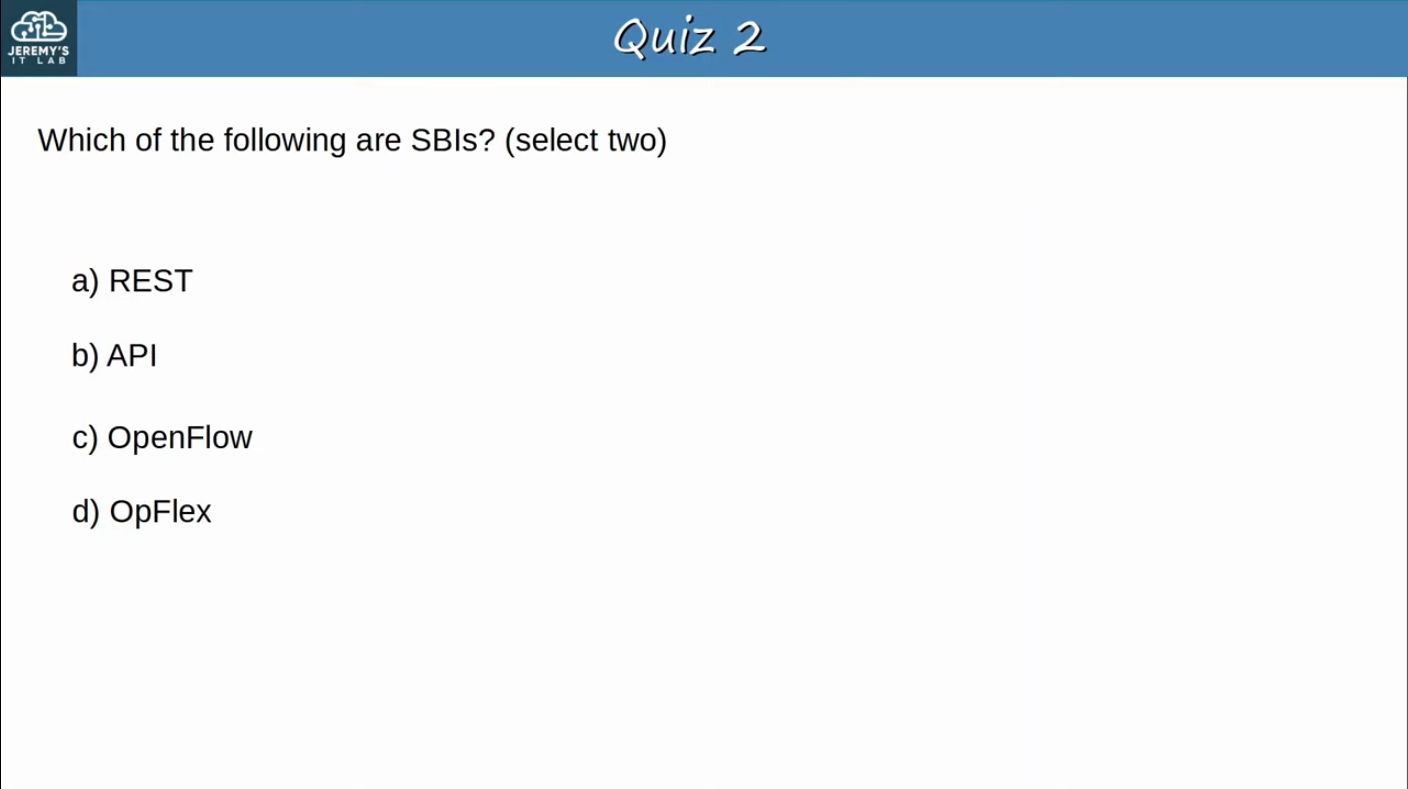 JEREMY'S
IT LAB
Quiz 2
Which of the following are SBIs? (select two)
a) REST
b) API
c) OpenFlow
d) OpFlex